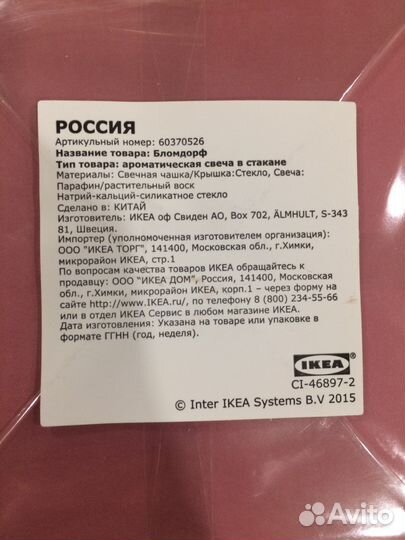 РОССИЯ
Артикульный номер: 60370526
Название товара: Бломдорф
Тип товара: ароматическая свеча в стакане
Материалы: Свечная чашка/Крышка:Стекло, Свеча:
Парафин/растительный воск
Натрий-кальций-силикатное стекло
Сделано в: КИТАЙ
Изготовитель: ИКЕА оф Свиден АО, Box 702, ÄLMHULT, S-343
81, Швеция.
Импортер (уполномоченная изготовителем организация):
ООО "ИКЕА ТОРГ", 141400, Московская обл., г.Химки,
микрорайон ИКЕА, стр.1
По вопросам качества товаров ИКЕА обращайтесь к
продавцу: ООО "ИКЕА ДОМ", Россия, 141400, Московская
обл., г.Химки, микрорайон ИКЕА, корп.1 – через форму на
сайте http://www.IKEA.ru/, по телефону 8 (800) 234-55-66
или в отдел ИКЕА Сервис в любом магазине ИКЕА.
Дата изготовления: Указана на товаре или упаковке в
формате ГГНН (год, неделя).
IKEA
CI-46897-2
© Inter IKEA Systems B.V 2015
Avito